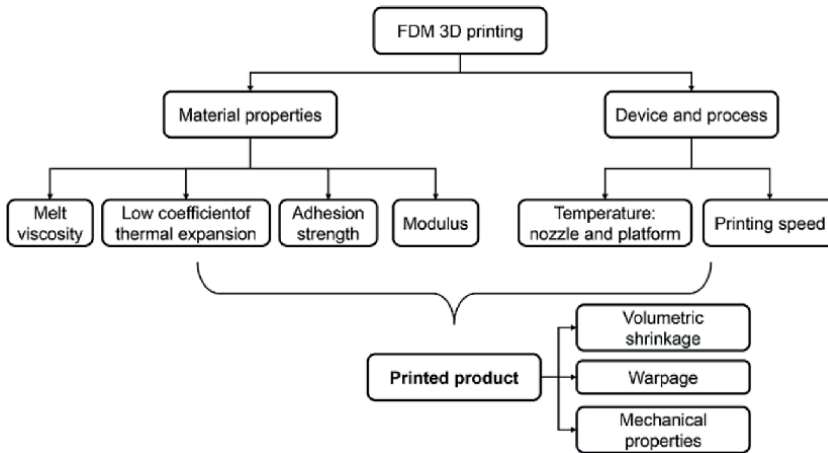 FDM 3D printing
Material properties
Device and process
Melt
viscosity
Low coefficientof
thermal expansion
Adhesion
strength
Modulus
Temperature:
nozzle and platform
Printing speed
Volumetric
shrinkage
Printed product
Warpage
Mechanical
properties